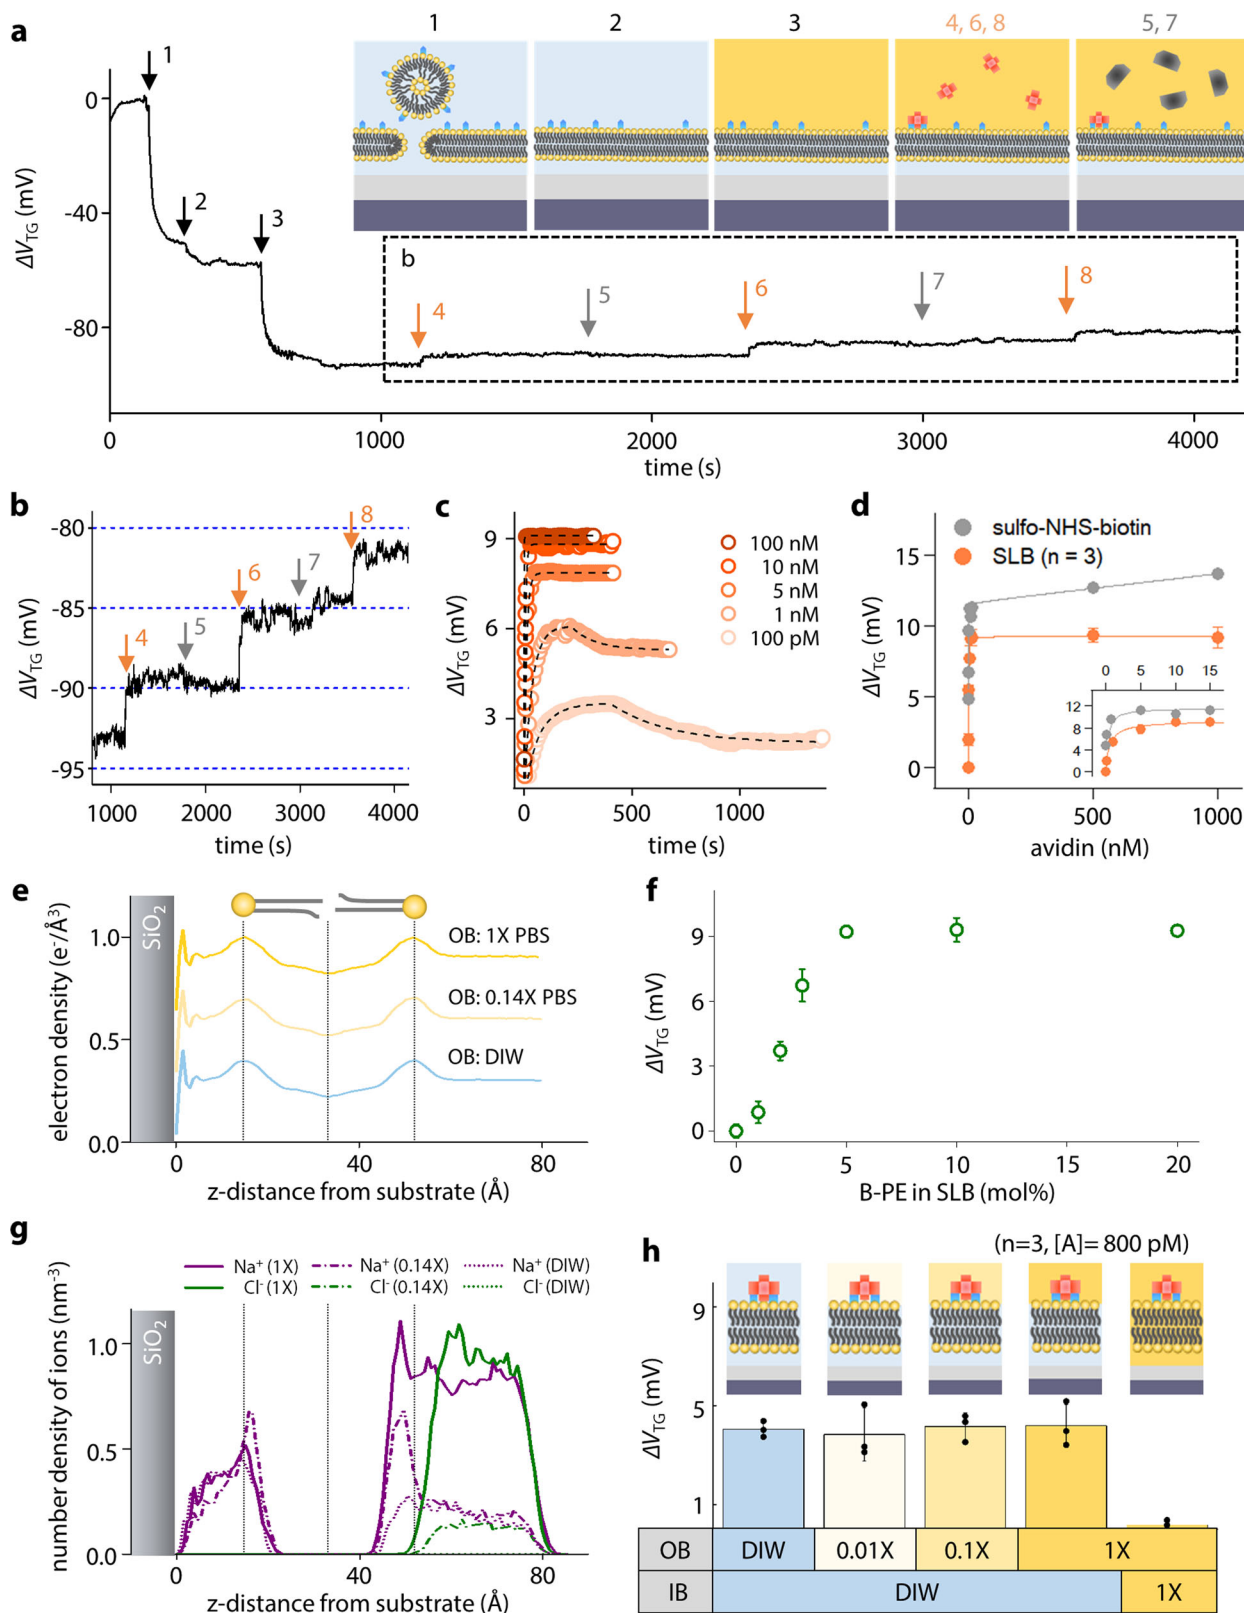 a
1
2
3
4, 6, 8
5, 7
0
-40
-80
ΔV_TG (mV)
1
2
3
b
4
5
6
7
8
0
1000
2000
3000
4000
time (s)
b
-80
-85
-90
-95
ΔV_TG (mV)
4
5
6
7
8
1000
2000
3000
4000
time (s)
c
9
6
3
ΔV_TG (mV)
100 nM
10 nM
5 nM
1 nM
100 pM
0
500
1000
time (s)
d
sulfo-NHS-biotin
SLB (n = 3)
15
10
5
0
ΔV_TG (mV)
0 5 10 15
12
8
4
0
0
500
1000
avidin (nM)
e
SiO₂
1.0
0.5
0.0
electron density (e⁻/Å³)
OB: 1X PBS
OB: 0.14X PBS
OB: DIW
0
40
80
z-distance from substrate (Å)
f
9
6
3
0
ΔV_TG (mV)
0
5
10
15
20
B-PE in SLB (mol%)
g
Na⁺ (1X) Na⁺ (0.14X) Na⁺ (DIW)
Cl⁻ (1X) Cl⁻ (0.14X) Cl⁻ (DIW)
SiO₂
1.0
0.5
0.0
number density of ions (nm⁻³)
0
40
80
z-distance from substrate (Å)
h
(n=3, [A]= 800 pM)
9
5
1
ΔV_TG (mV)
OB DIW 0.01X 0.1X 1X
IB DIW 1X